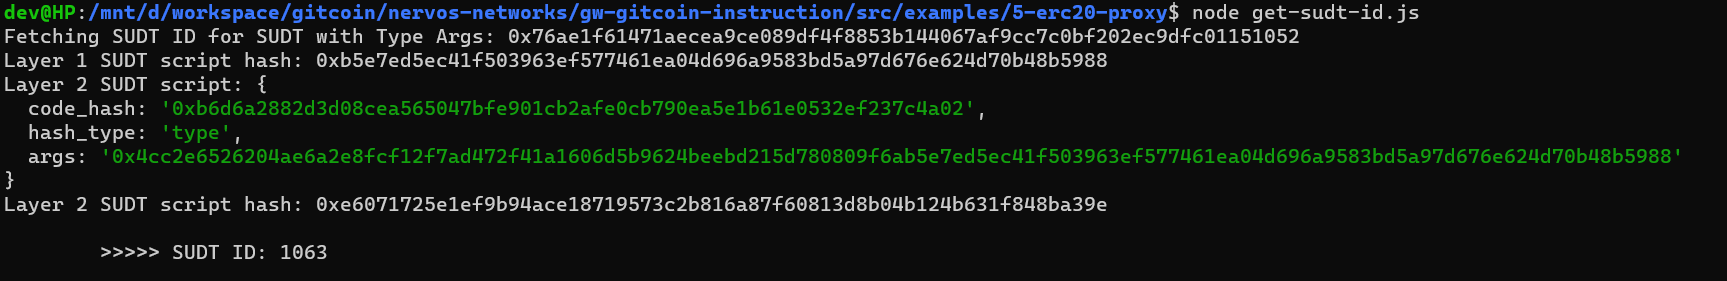 dev@HP:/mnt/d/workspace/gitcoin/nervos-networks/gw-gitcoin-instruction/src/examples/5-erc20-proxy$ node get-sudt-id.js
Fetching SUDT ID for SUDT with Type Args: 0x76ae1f61471aecea9ce089df4f8853b144067af9cc7c0bf202ec9dfc01151052
Layer 1 SUDT script hash: 0xb5e7ed5ec41f503963ef577461ea04d696a9583bd5a97d676e624d70b48b5988
Layer 2 SUDT script: {
  code_hash: '0xb6d6a2882d3d08cea565047bfe901cb2afe0cb790ea5e1b61e0532ef237c4a02',
  hash_type: 'type',
  args: '0x4cc2e6526204ae6a2e8fcf12f7ad472f41a1606d5b9624beebd215d780809f6ab5e7ed5ec41f503963ef577461ea04d696a9583bd5a97d676e624d70b48b5988'
}
Layer 2 SUDT script hash: 0xe6071725e1ef9b94ace18719573c2b816a87f60813d8b04b124b631f848ba39e
        >>>>> SUDT ID: 1063